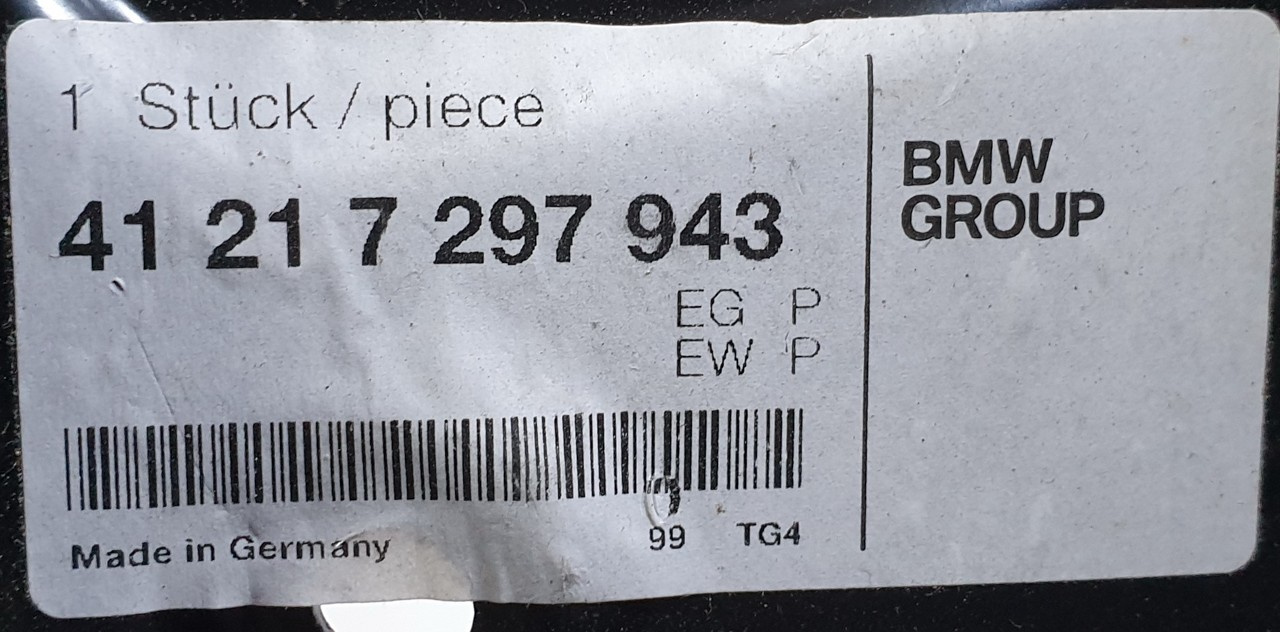 1 Stück / piece
41 21 7 297 943
EG P
EW P
99 TG4
Made in Germany
BMW
GROUP